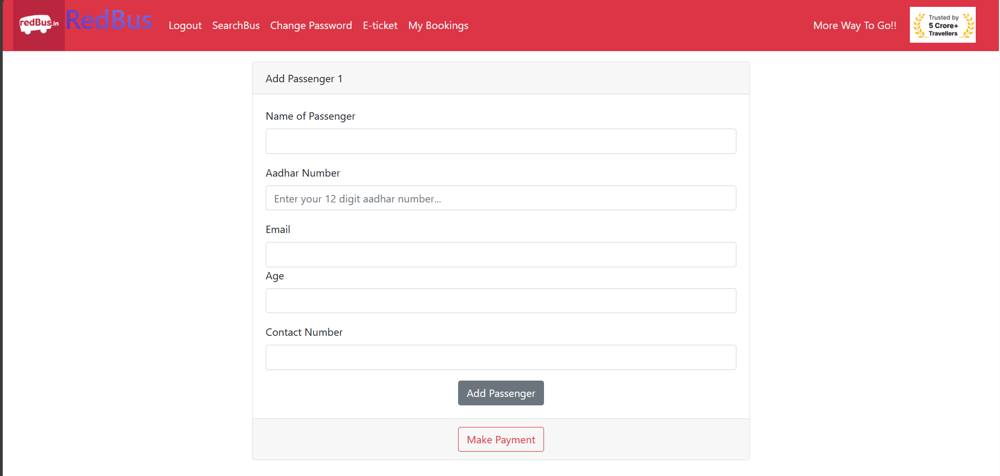 redBus.in
RedBus
Logout SearchBus Change Password E-ticket My Bookings
More Way To Go!!
Trusted by
5 Crore+
Travellers
Add Passenger 1
Name of Passenger
Aadhar Number
Enter your 12 digit aadhar number...
Email
Age
Contact Number
Add Passenger
Make Payment